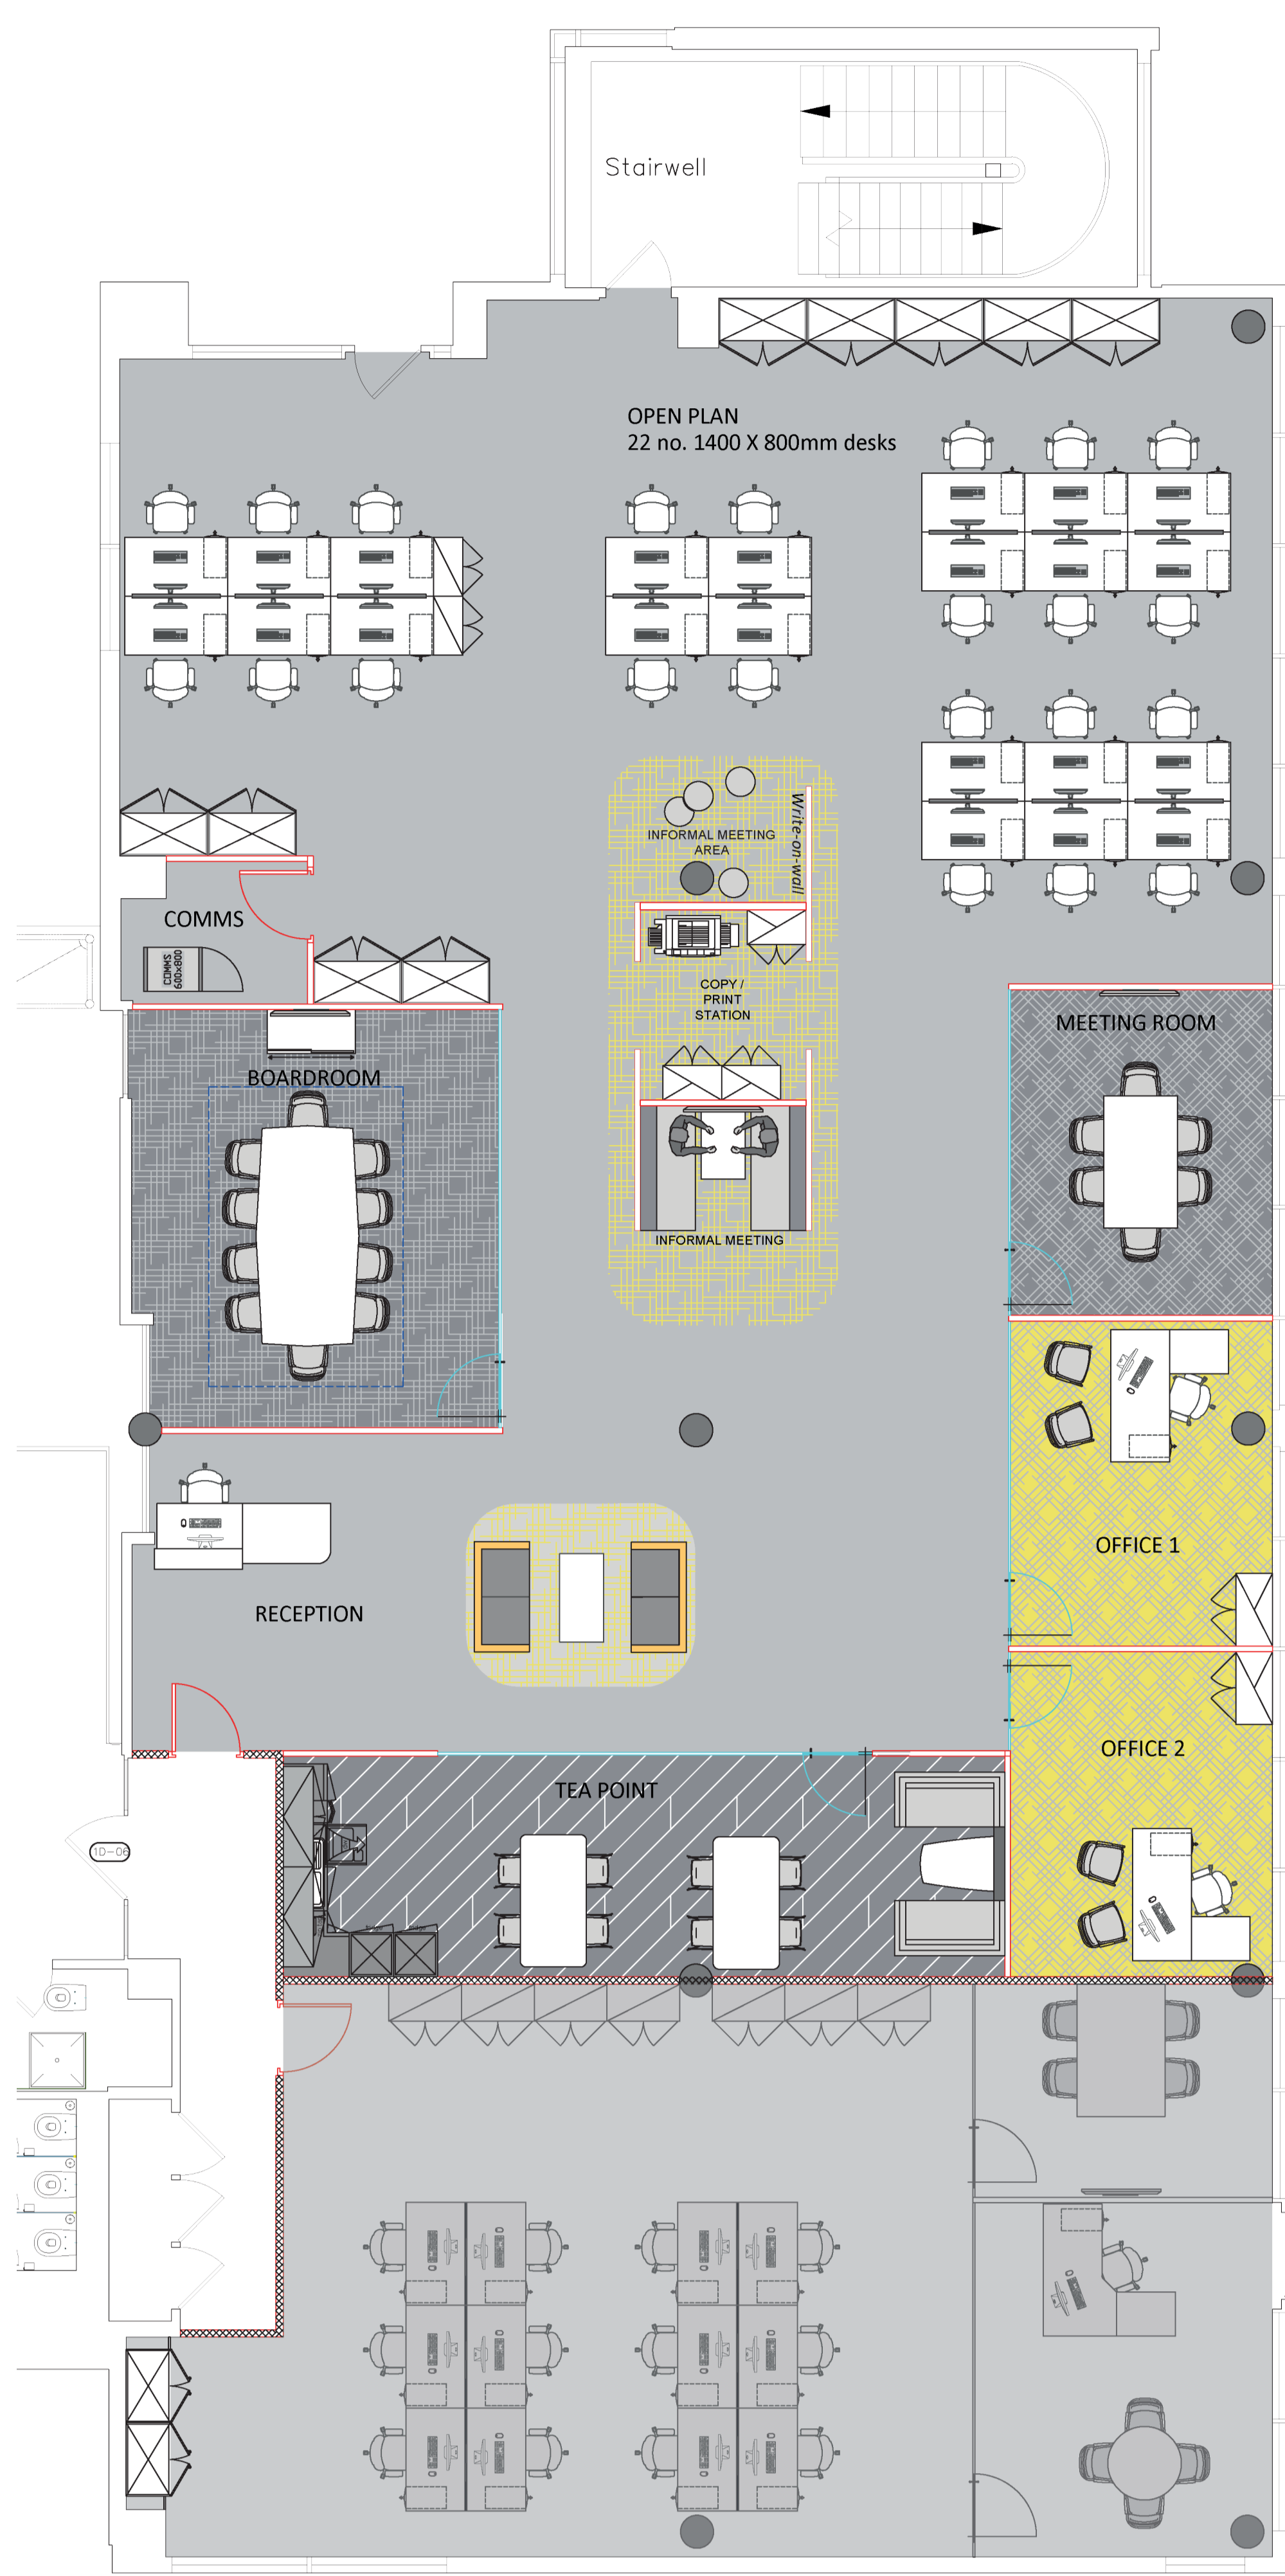 Stairwell
OPEN PLAN
22 no. 1400 X 800mm desks
INFORMAL MEETING
AREA
Write-on-wall
COMMS
COMMS
600x800
COPY /
PRINT
STATION
MEETING ROOM
BOARDROOM
INFORMAL MEETING
OFFICE 1
RECEPTION
OFFICE 2
TEA POINT
1D-06